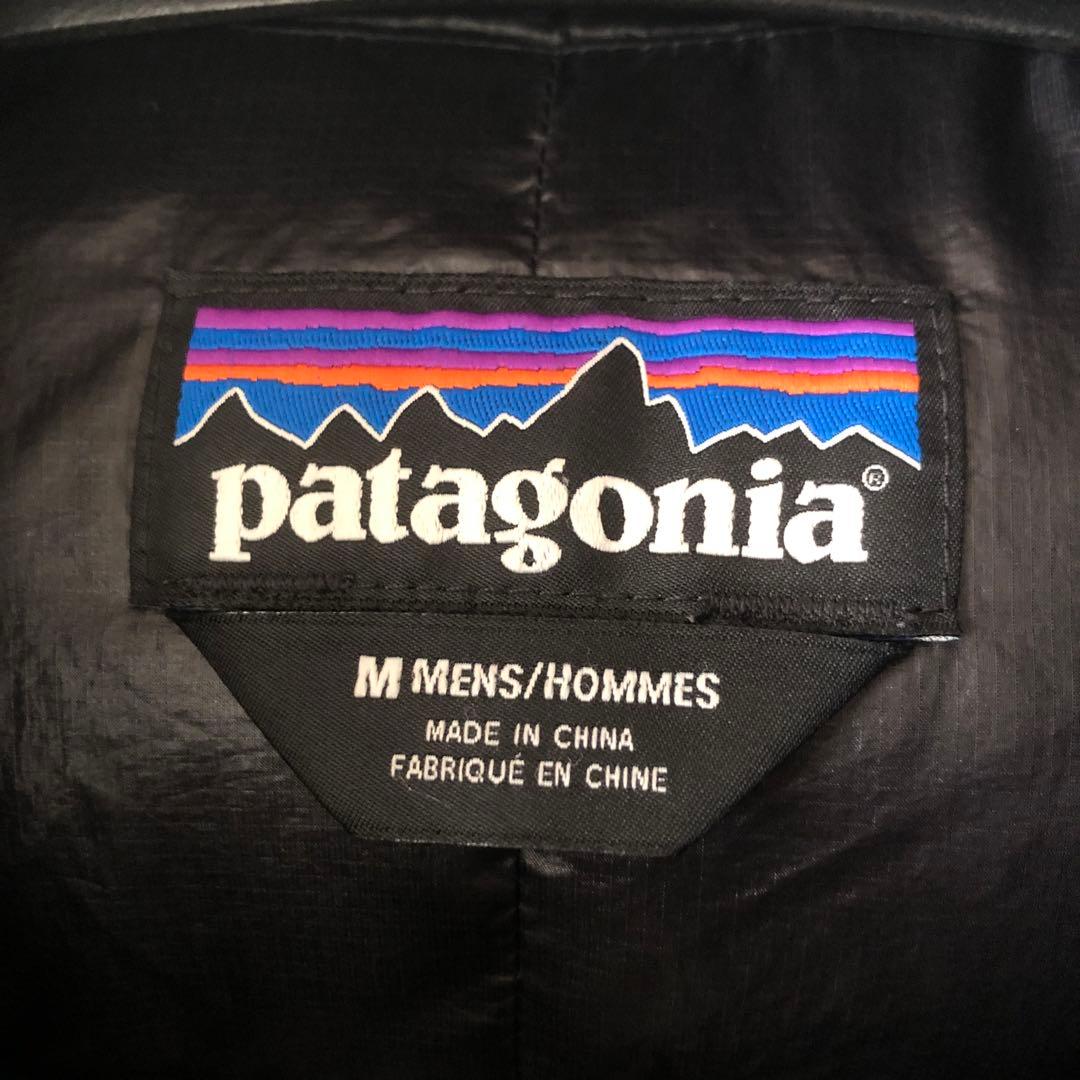 patagonia®
M MENS/HOMMES
MADE IN CHINA
FABRIQUÉ EN CHINE